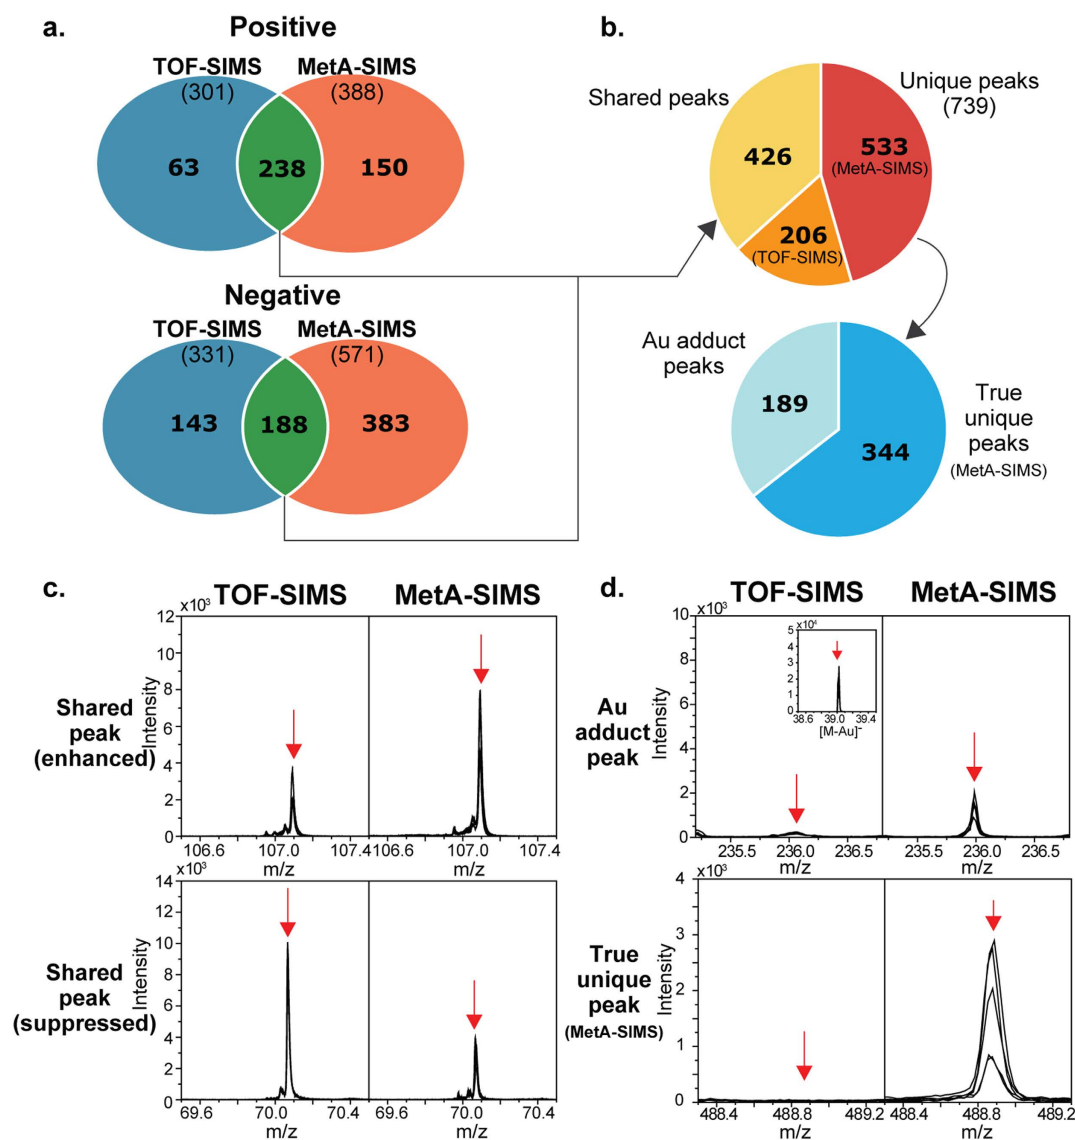 a.
Positive
TOF-SIMS
(301)
MetA-SIMS
(388)
63
238
150
Negative
TOF-SIMS
(331)
MetA-SIMS
(571)
143
188
383
b.
Shared peaks
Unique peaks
(739)
426
533
(MetA-SIMS)
206
(TOF-SIMS)
Au adduct
peaks
189
344
True
unique
peaks
(MetA-SIMS)
c.
TOF-SIMS
MetA-SIMS
Shared
peak
(enhanced)
×10³
Intensity
12
10
8
6
4
2
0
106.6
107.0
107.4
106.6
107.0
107.4
m/z
m/z
Shared
peak
(suppressed)
×10³
Intensity
14
12
10
8
6
4
2
0
69.6
70.0
70.4
69.6
70.0
70.4
m/z
m/z
d.
TOF-SIMS
MetA-SIMS
Au
adduct
peak
×10³
Intensity
10
8
6
4
2
0
×10⁴
5
4
3
2
1
0
38.6
39.0
39.4
[M-Au]⁻
235.5
236.0
236.5
235.5
236.0
236.5
m/z
m/z
True
unique
peak
(MetA-SIMS)
×10³
Intensity
4
3
2
1
0
488.4
488.8
489.2
488.4
488.8
489.2
m/z
m/z